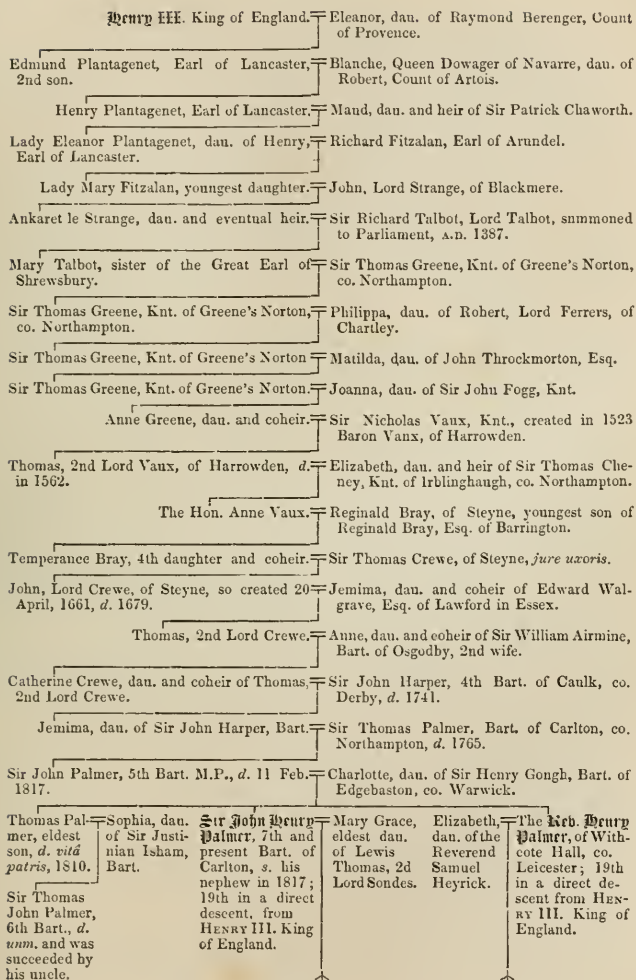 Henry III. King of England. Eleanor, dau. of Raymond Berenger, Count
of Provence.
Edmund Plantagenet, Earl of Lancaster,
2nd son.
Blanche, Queen Dowager of Navarre, dau. of
Robert, Count of Artois.
Henry Plantagenet, Earl of Lancaster. Maud, dau. and heir of Sir Patrick Chaworth.
Lady Eleanor Plantagenet, dau. of Henry,
Earl of Lancaster.
Richard Fitzalan, Earl of Arundel.
Lady Mary Fitzalan, youngest daughter. John, Lord Strange, of Blackmere.
Ankaret le Strange, dau. and eventual heir. Sir Richard Talbot, Lord Talbot, summoned
to Parliament, A.D. 1387.
Mary Talbot, sister of the Great Earl of
Shrewsbury.
Sir Thomas Greene, Knt. of Greene's Norton,
co. Northampton.
Sir Thomas Greene, Knt. of Greene's Norton,
co. Northampton.
Philippa, dau. of Robert, Lord Ferrers, of
Chartley.
Sir Thomas Greene, Knt. of Greene's Norton Matilda, dau. of John Throckmorton, Esq.
Sir Thomas Greene, Knt. of Greene's Norton. Joanna, dau. of Sir John Fogg, Knt.
Anne Greene, dau. and coheir. Sir Nicholas Vaux, Knt., created in 1523
Baron Vaux, of Harrowden.
Thomas, 2nd Lord Vaux, of Harrowden, d.
in 1562.
Elizabeth, dau. and heir of Sir Thomas Che-
ney, Knt. of Irblinghaugh, co. Northampton.
The Hon. Anne Vaux. Reginald Bray, of Steyne, youngest son of
Reginald Bray, Esq. of Barrington.
Temperance Bray, 4th daughter and coheir. Sir Thomas Crewe, of Steyne, jure uxoris.
John, Lord Crewe, of Steyne, so created 20
April, 1661, d. 1679.
Jemima, dau. and coheir of Edward Wal-
grave, Esq. of Lawford in Essex.
Thomas, 2nd Lord Crewe. Anne, dau. and coheir of Sir William Airmine,
Bart. of Osgodby, 2nd wife.
Catherine Crewe, dau. and coheir of Thomas,
2nd Lord Crewe.
Sir John Harper, 4th Bart. of Caulk, co.
Derby, d. 1741.
Jemima, dau. of Sir John Harper, Bart. Sir Thomas Palmer, Bart. of Carlton, co.
Northampton, d. 1765.
Sir John Palmer, 5th Bart. M.P., d. 11 Feb.
1817.
Charlotte, dau. of Sir Henry Gongh, Bart. of
Edgebaston, co. Warwick.
Thomas Pal-
mer, eldest
son, d. vitâ
patris, 1810.
Sophia, dau.
of Sir Justi-
nian Isham,
Bart.
Sir John Henry
Palmer, 7th and
present Bart. of
Carlton, s. his
nephew in 1817;
19th in a direct
descent, from
HENRY III. King
of England.
Mary Grace,
eldest dau.
of Lewis
Thomas, 2d
Lord Sondes.
Elizabeth,
dau. of the
Reverend
Samuel
Heyrick.
The Reb. Henry
Palmer, of With-
cote Hall, co.
Leicester; 19th
in a direct de-
scent from HEN-
RY III. King of
England.
Sir Thomas
John Palmer,
6th Bart., d.
unm. and was
succeeded by
his uncle.